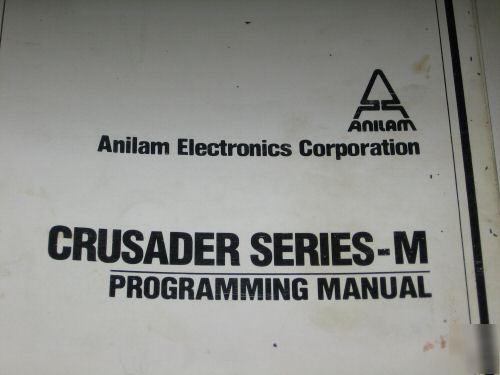 ANILAM
Anilam Electronics Corporation
CRUSADER SERIES-M
PROGRAMMING MANUAL